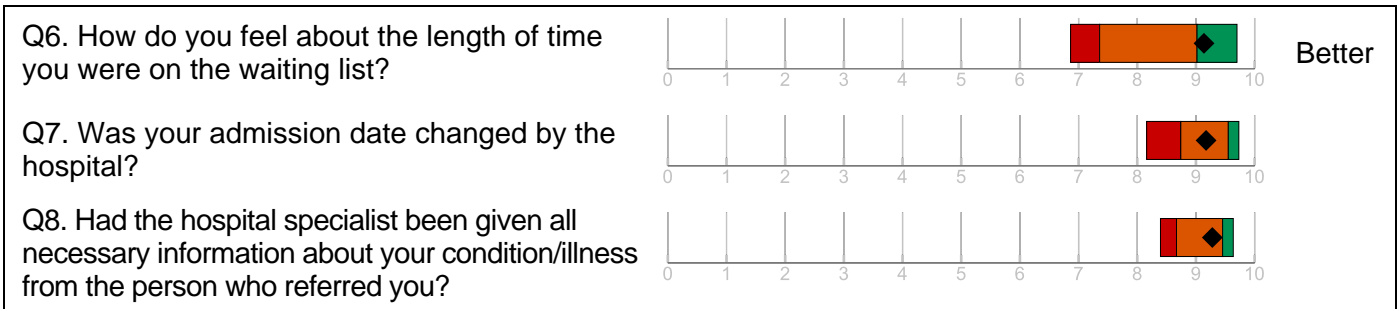 Q6. How do you feel about the length of time
you were on the waiting list?
Better
0 1 2 3 4 5 6 7 8 9 10
Q7. Was your admission date changed by the
hospital?
0 1 2 3 4 5 6 7 8 9 10
Q8. Had the hospital specialist been given all
necessary information about your condition/illness
from the person who referred you?
0 1 2 3 4 5 6 7 8 9 10